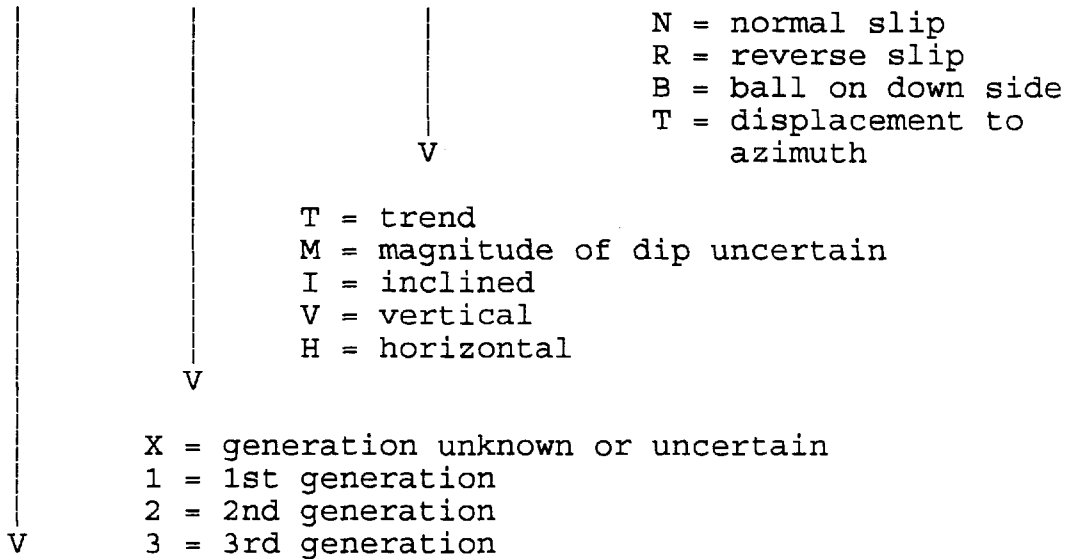 N = normal slip
R = reverse slip
B = ball on down side
T = displacement to
azimuth
V
T = trend
M = magnitude of dip uncertain
I = inclined
V = vertical
H = horizontal
V
X = generation unknown or uncertain
1 = 1st generation
2 = 2nd generation
V 3 = 3rd generation